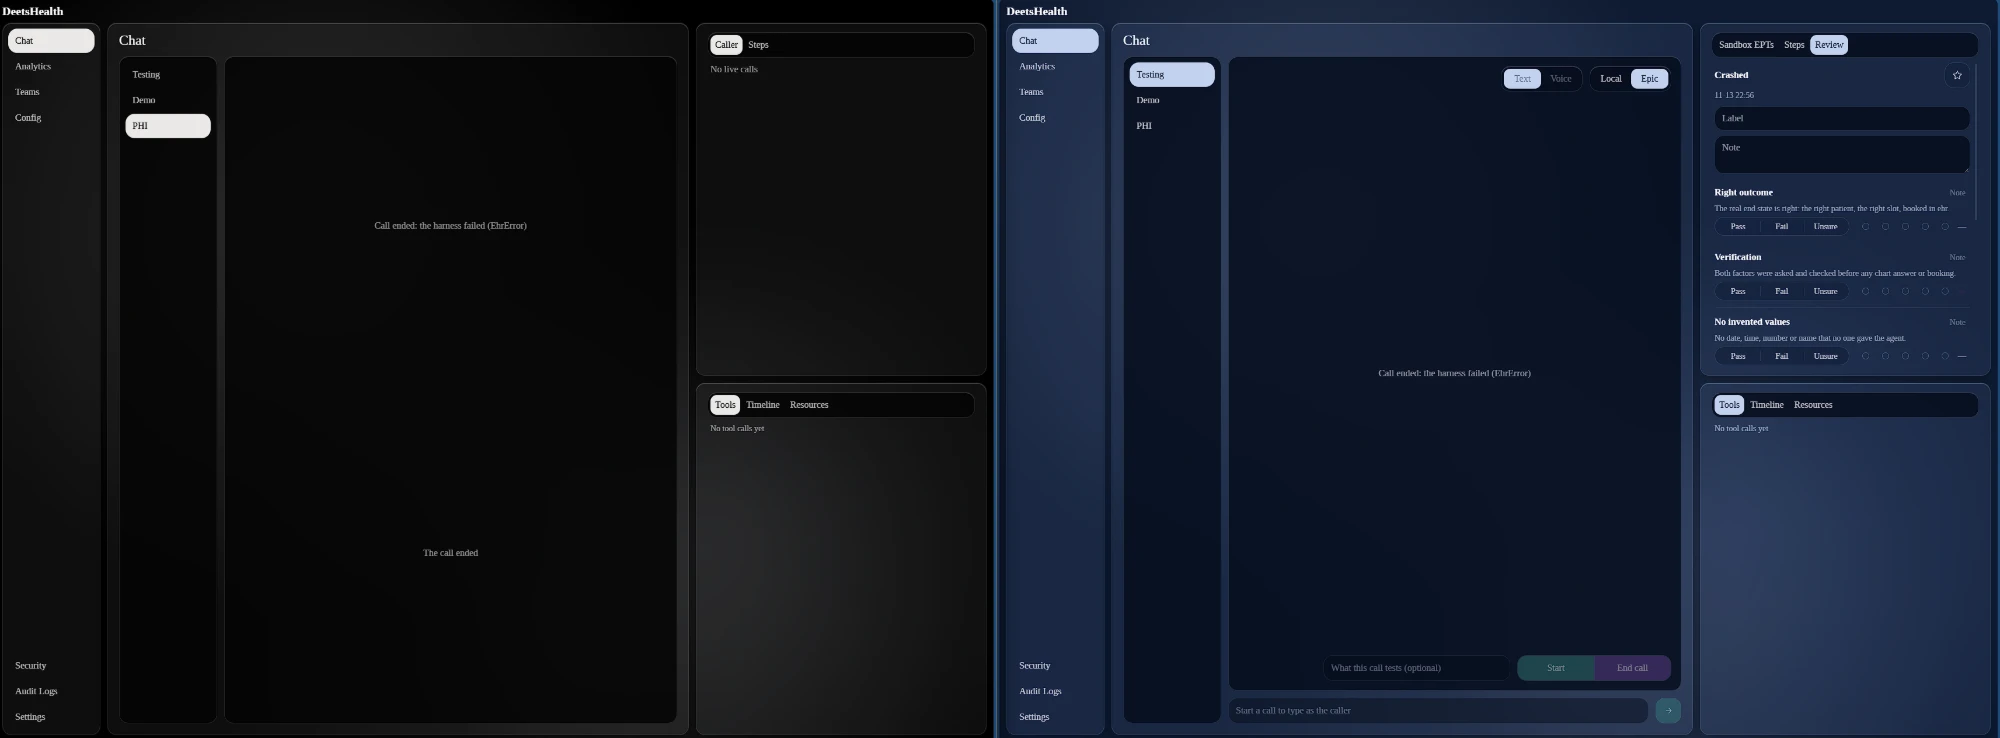 DeetsHealth
Chat
Analytics
Teams
Config
Security
Audit Logs
Settings
Chat
Testing
Demo
PHI
Call ended: the harness failed (EhrError)
The call ended
Caller Steps
No live calls
Tools Timeline Resources
No tool calls yet
DeetsHealth
Chat
Analytics
Teams
Config
Security
Audit Logs
Settings
Chat
Testing
Demo
PHI
Text Voice Local Epic
Call ended: the harness failed (EhrError)
What this call tests (optional) Start End call
Start a call to type as the caller
Sandbox EPTs Steps Review
Crashed
11 13 22:56
Label
Note
Right outcome Note
The real end state is right: the right patient, the right slot, booked in ehr
Pass Fail Unsure —
Verification Note
Both factors were asked and checked before any chart answer or booking.
Pass Fail Unsure
No invented values Note
No date, time, number or name that no one gave the agent.
Pass Fail Unsure —
Tools Timeline Resources
No tool calls yet